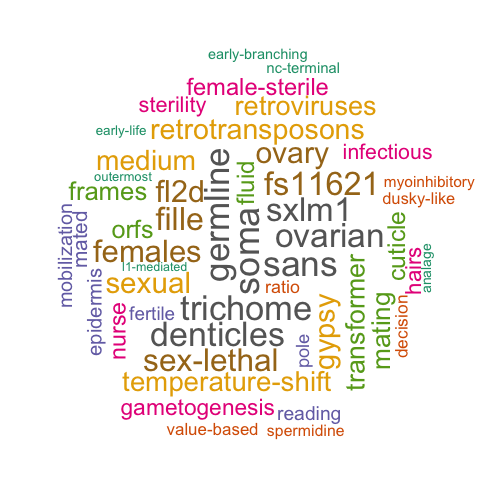 early-branching
nc-terminal
female-sterile
sterility
retroviruses
early-life
retrotransposons
medium
ovary
infectious
outermost
frames
fl2d
germline
fluid
fs11621
myoinhibitory
dusky-like
mobilization
mated
orfs
fille
soma
sxlm1
ovarian
cuticle
hairs
analage
females
l1-mediated
sans
epidermis
sexual
ratio
transformer
mating
decision
nurse
fertile
trichome
denticles
pole
gypsy
sex-lethal
temperature-shift
gametogenesis
reading
value-based
spermidine